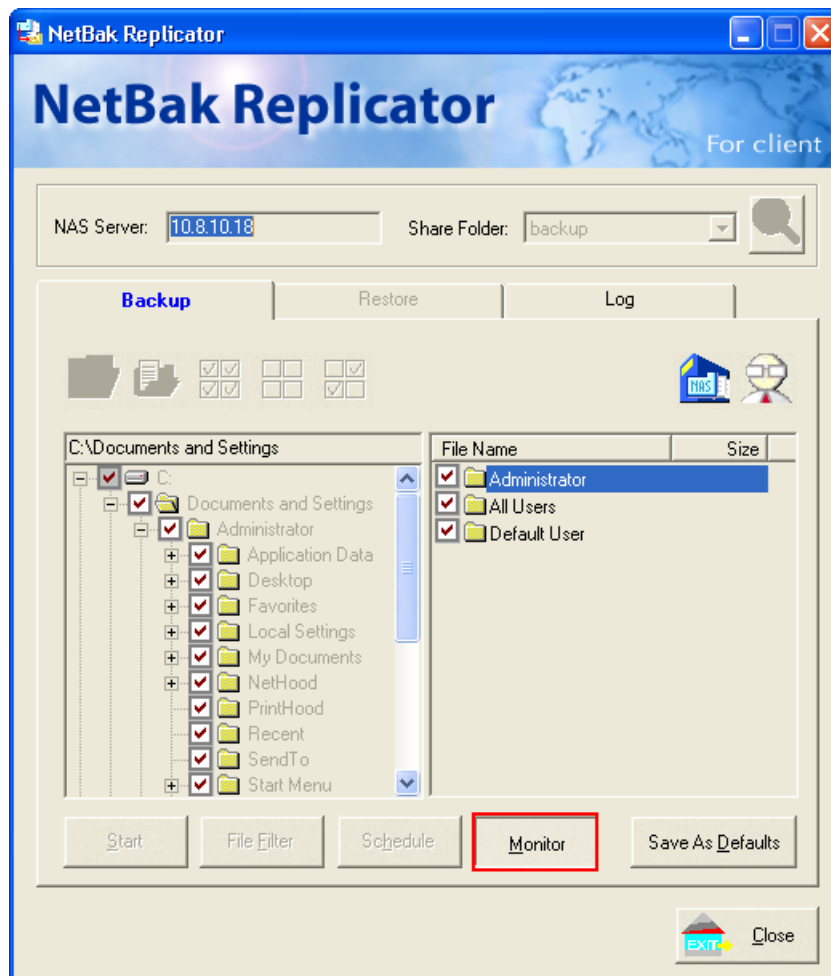 NetBak Replicator
NetBak Replicator
For client
NAS Server: 10.8.10.18 Share Folder: backup
Backup Restore Log
NAS
C:\Documents and Settings
C:
Documents and Settings
Administrator
Application Data
Desktop
Favorites
Local Settings
My Documents
NetHood
PrintHood
Recent
SendTo
Start Menu
File Name Size
Administrator
All Users
Default User
Start File Filter Schedule Monitor Save As Defaults
EXIT Close